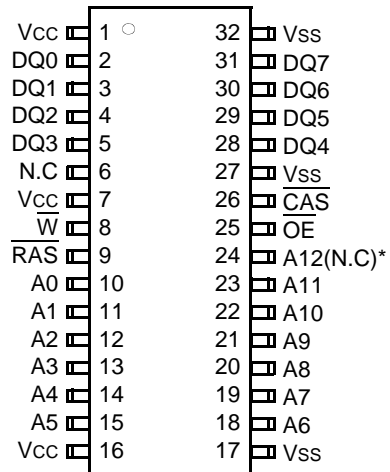 Vcc 1 32 Vss
DQ0 2 31 DQ7
DQ1 3 30 DQ6
DQ2 4 29 DQ5
DQ3 5 28 DQ4
N.C 6 27 Vss
Vcc 7 26 C̅A̅S̅
W̅ 8 25 O̅E̅
R̅A̅S̅ 9 24 A12(N.C)*
A0 10 23 A11
A1 11 22 A10
A2 12 21 A9
A3 13 20 A8
A4 14 19 A7
A5 15 18 A6
Vcc 16 17 Vss